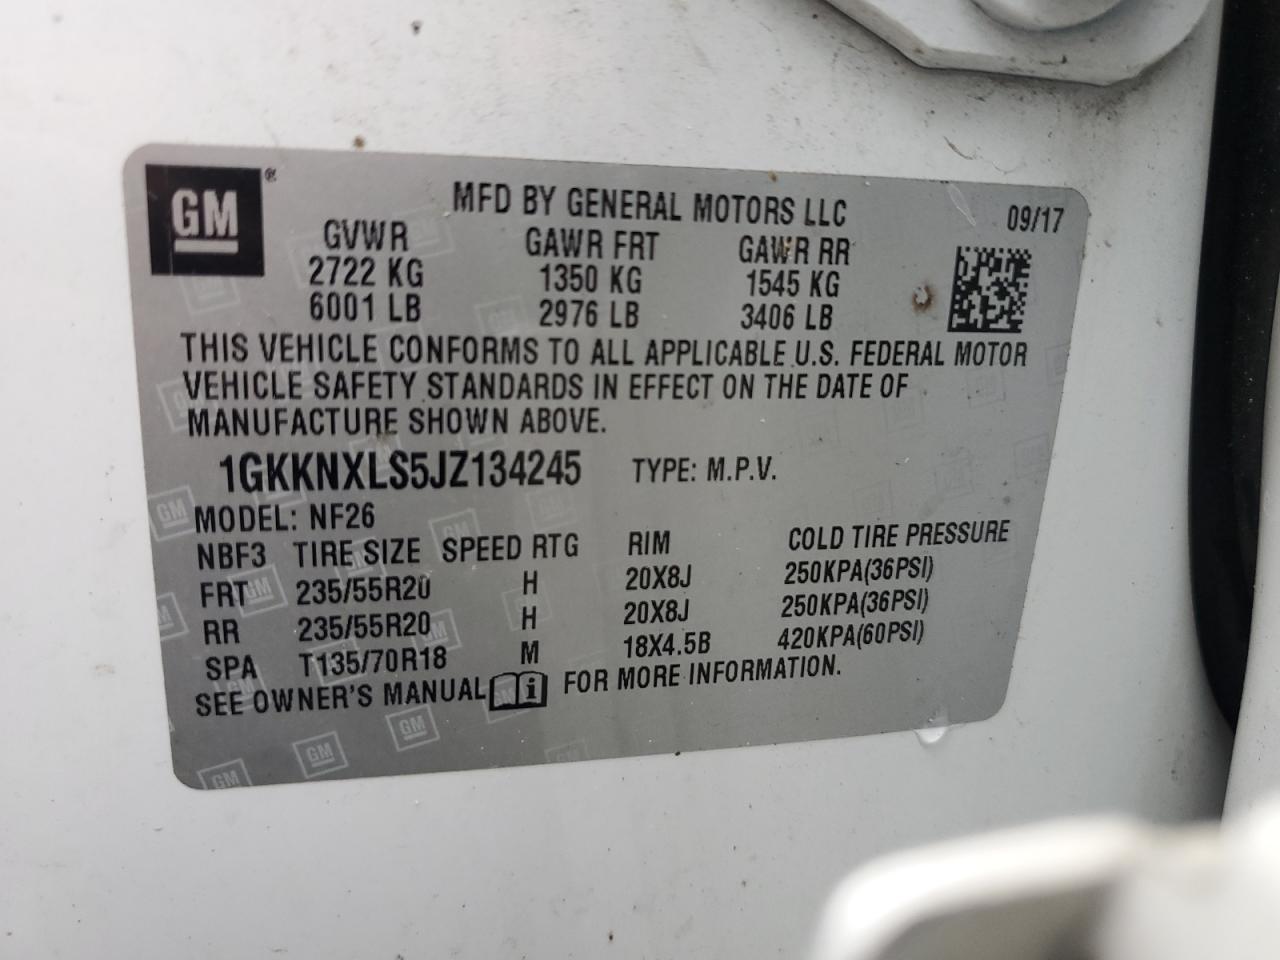 GM®
MFD BY GENERAL MOTORS LLC 09/17
GVWR GAWR FRT GAWR RR
2722 KG 1350 KG 1545 KG
6001 LB 2976 LB 3406 LB
THIS VEHICLE CONFORMS TO ALL APPLICABLE U.S. FEDERAL MOTOR
VEHICLE SAFETY STANDARDS IN EFFECT ON THE DATE OF
MANUFACTURE SHOWN ABOVE.
1GKKNXLS5JZ134245 TYPE: M.P.V.
MODEL: NF26
NBF3 TIRE SIZE SPEED RTG RIM COLD TIRE PRESSURE
FRT 235/55R20 H 20X8J 250KPA(36PSI)
RR 235/55R20 H 20X8J 250KPA(36PSI)
SPA T135/70R18 M 18X4.5B 420KPA(60PSI)
SEE OWNER'S MANUAL i FOR MORE INFORMATION.
GM GM GM